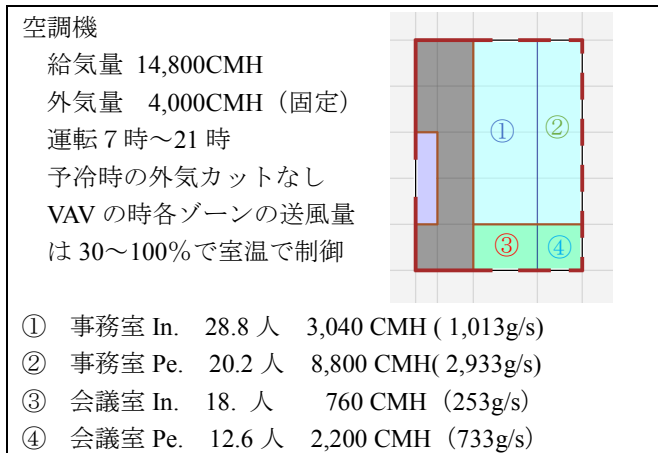 空調機
給気量 14,800CMH
外気量 4,000CMH（固定）
運転７時～21 時
予冷時の外気カットなし
VAV の時各ゾーンの送風量
は 30～100％で室温で制御
①
②
③
④
① 事務室 In. 28.8 人 3,040 CMH ( 1,013g/s)
② 事務室 Pe. 20.2 人 8,800 CMH( 2,933g/s)
③ 会議室 In. 18. 人 760 CMH（253g/s）
④ 会議室 Pe. 12.6 人 2,200 CMH（733g/s）